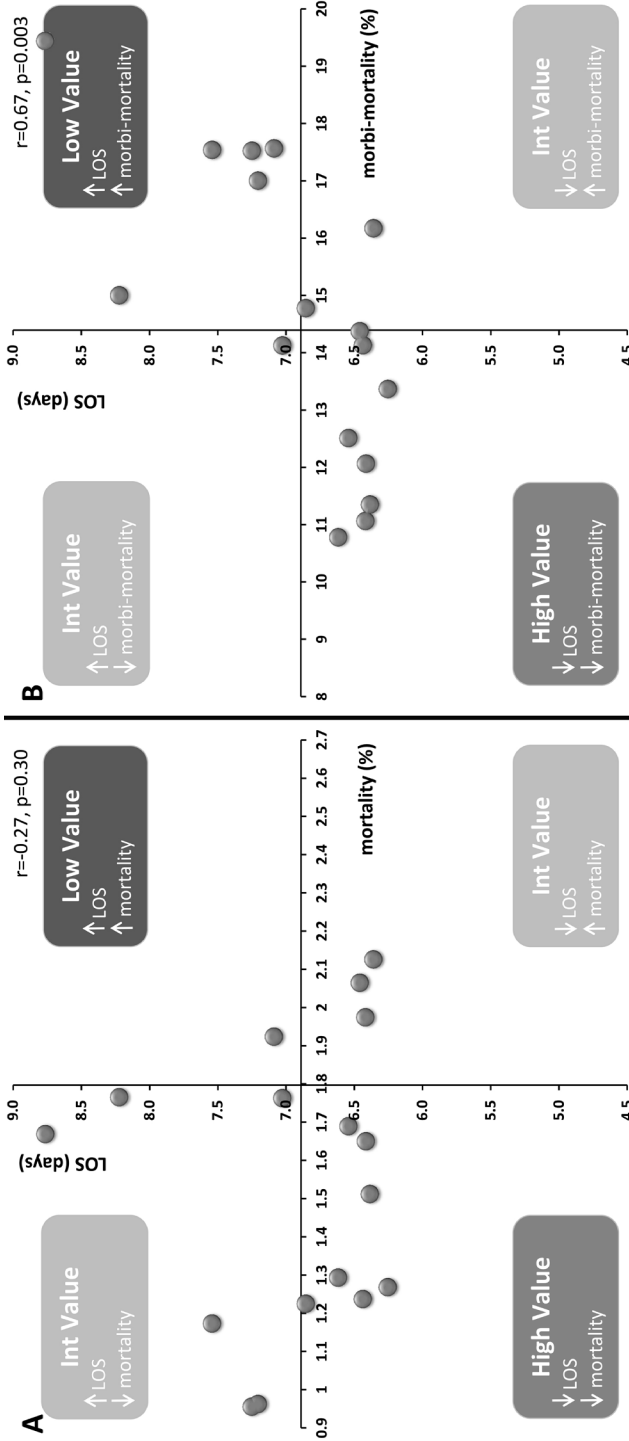 A
Int Value
↑ LOS
↓ mortality
r=-0.27, p=0.30
Low Value
↑ LOS
↑ mortality
LOS (days)
9.0
8.5
8.0
7.5
7.0
6.5
6.0
5.5
5.0
4.5
0.9 1 1.1 1.2 1.3 1.4 1.5 1.6 1.7 1.8 1.9 2 2.1 2.2 2.3 2.4 2.5 2.6 2.7
mortality (%)
High Value
↓ LOS
↓ mortality
Int Value
↓ LOS
↑ mortality
B
Int Value
↑ LOS
↓ morbi-mortality
r=0.67, p=0.003
Low Value
↑ LOS
↑ morbi-mortality
LOS (days)
9.0
8.5
8.0
7.5
7.0
6.5
6.0
5.5
5.0
4.5
8 9 10 11 12 13 14 15 16 17 18 19 20
morbi-mortality (%)
High Value
↓ LOS
↓ morbi-mortality
Int Value
↓ LOS
↑ morbi-mortality